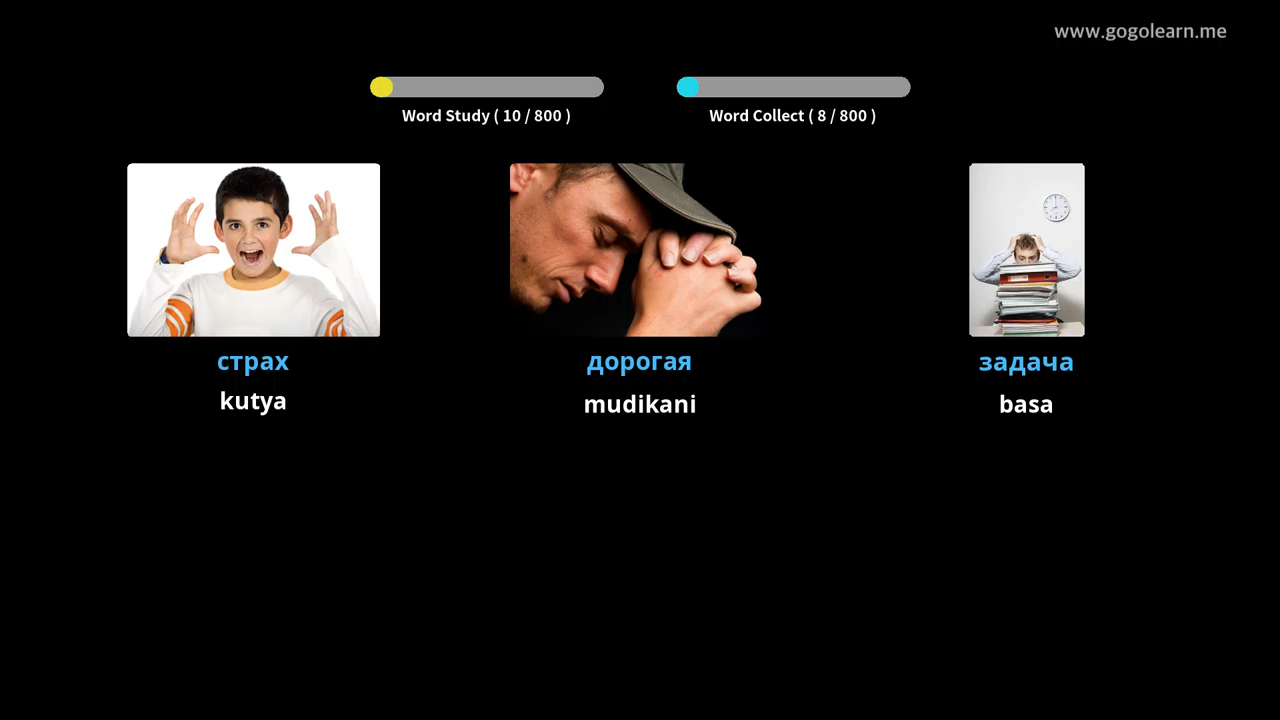 www.gogolearn.me
Word Study ( 10 / 800 )
Word Collect ( 8 / 800 )
страх
дорогая
задача
kutya
mudikani
basa